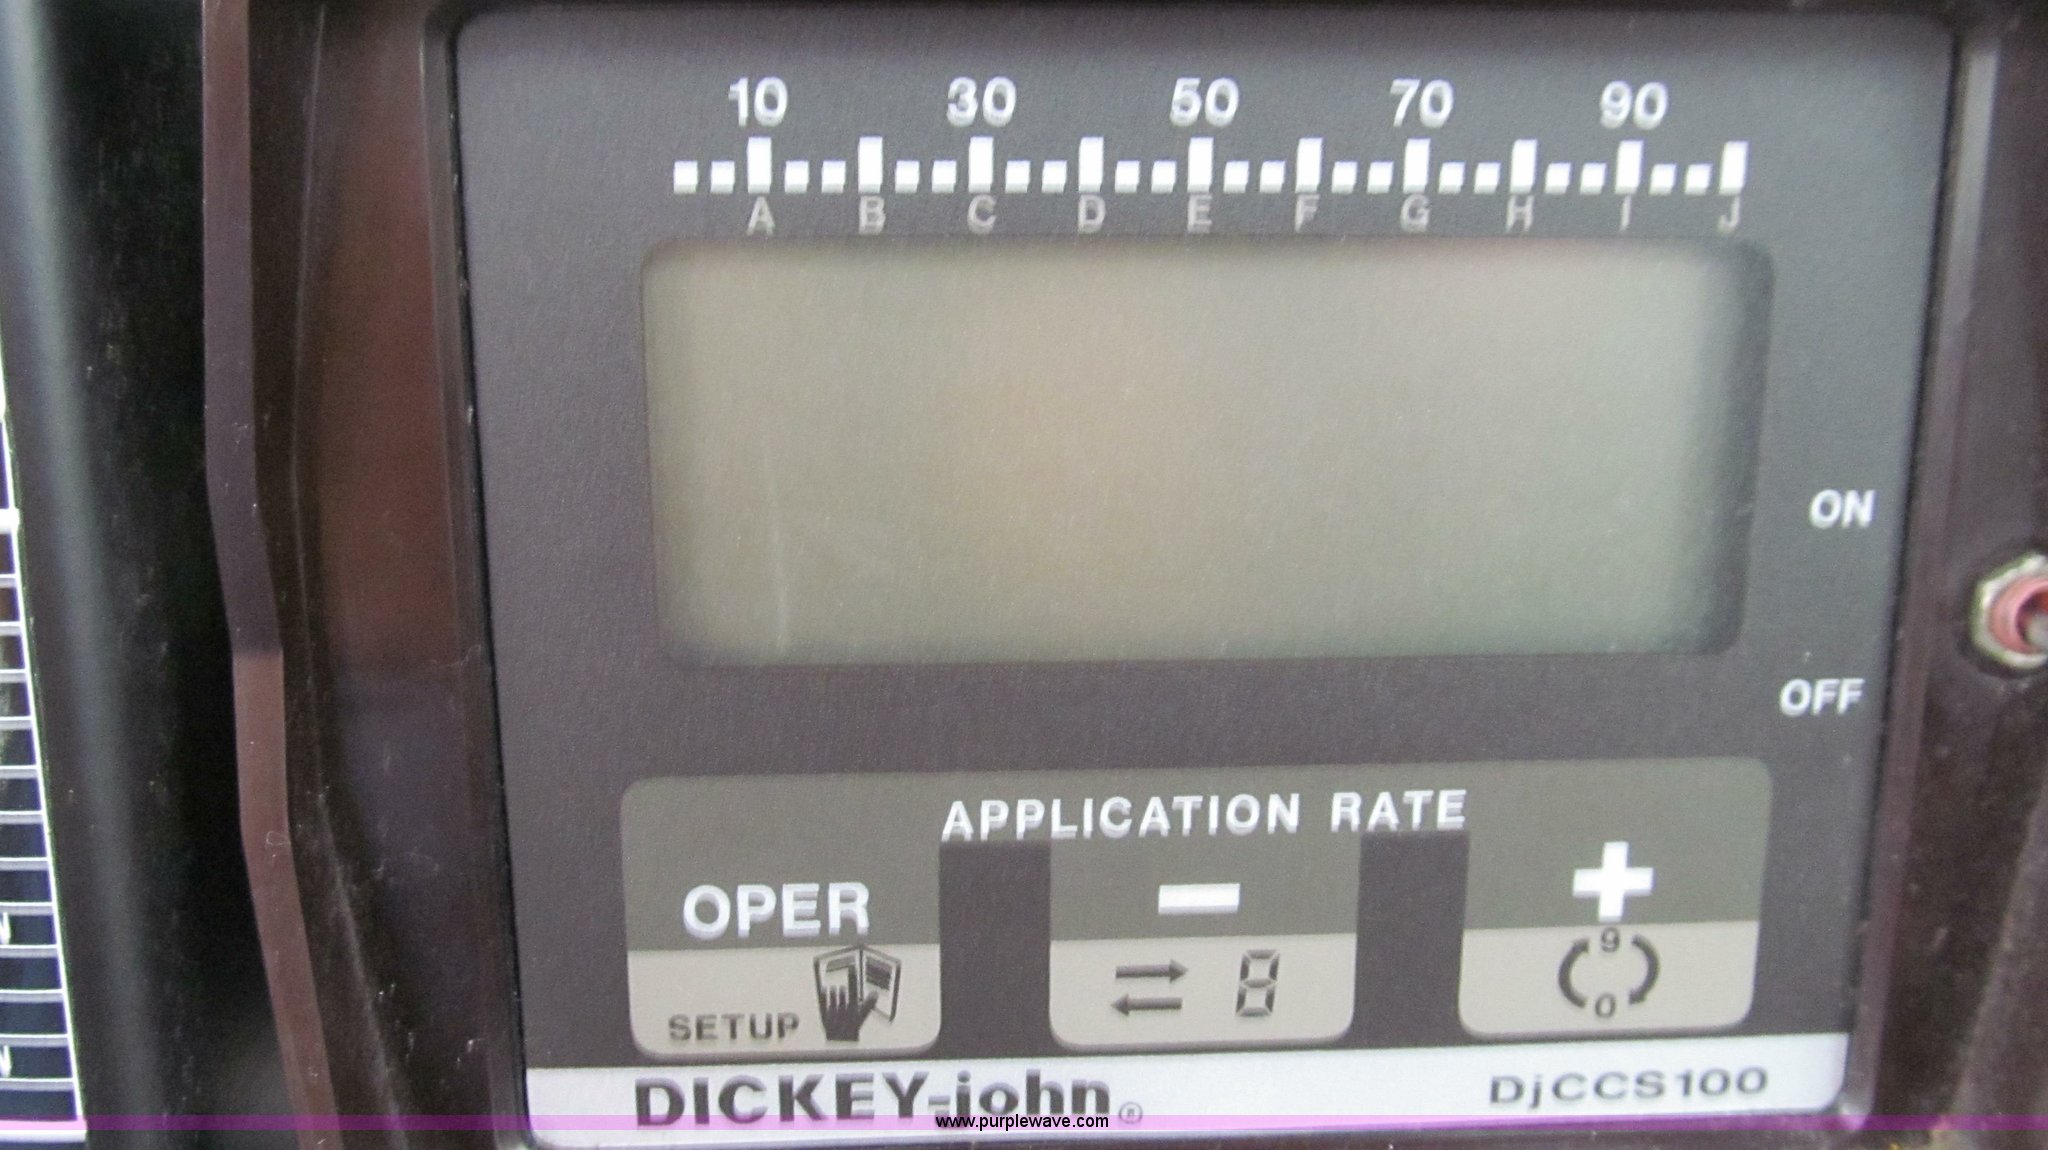 10 30 50 70 90
A B C D E F G H I J
ON
OFF
APPLICATION RATE
OPER
SETUP
- 8
+
9
0
DICKEY-john® DjCCS100
www.purplewave.com